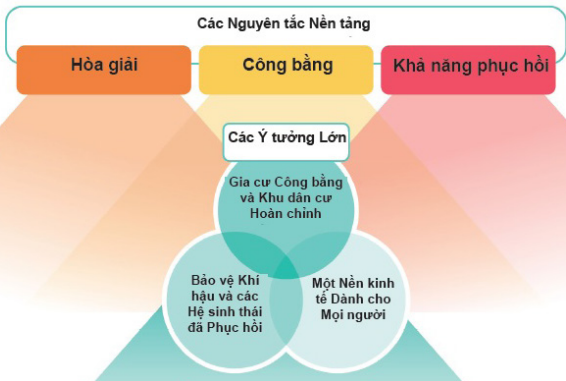 Các Nguyên tắc Nền tảng
Hòa giải
Công bằng
Khả năng phục hồi
Các Ý tưởng Lớn
Gia cư Công bằng
và Khu dân cư
Hoàn chỉnh
Bảo vệ Khí
hậu và các
Hệ sinh thái
đã Phục hồi
Một Nền kinh
tế Dành cho
Mọi người